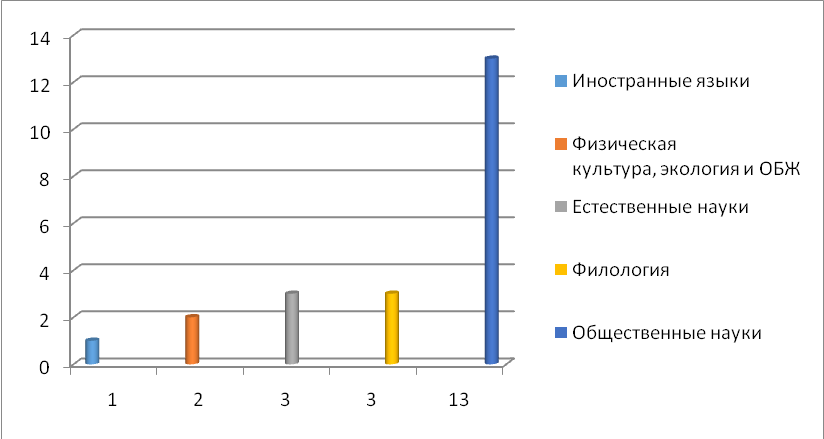 14
12
10
8
6
4
2
0
1 2 3 3 13
Иностранные языки
Физическая
культура, экология и ОБЖ
Естественные науки
Филология
Общественные науки